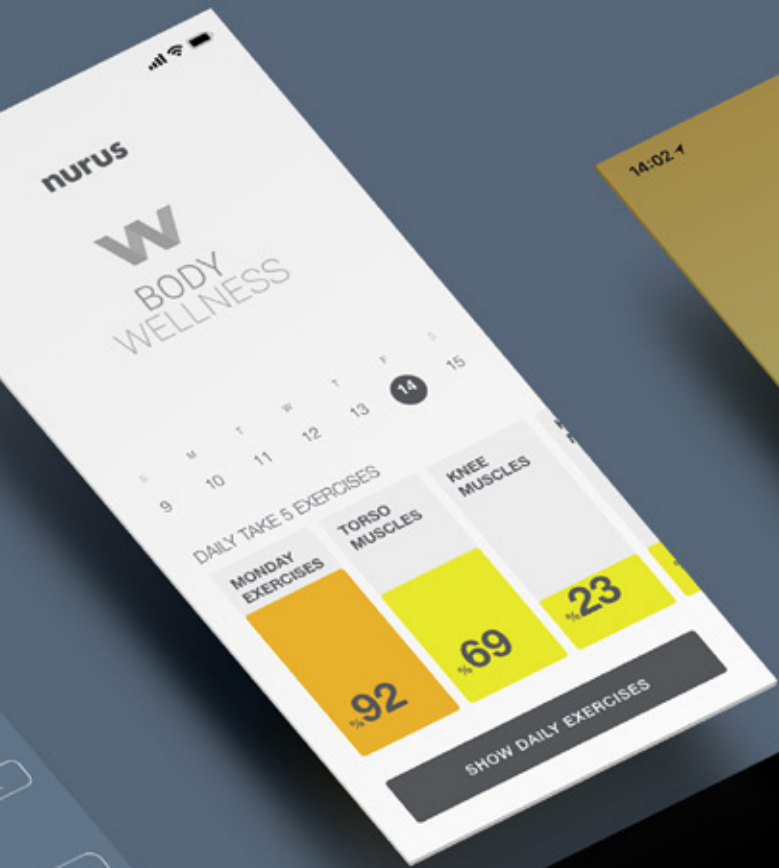 nurus
W
BODY
WELLNESS
S M T W T F S
9 10 11 12 13 14 15
DAILY TAKE 5 EXERCISES
MONDAY
EXERCISES
%92
TORSO
MUSCLES
%69
KNEE
MUSCLES
%23
SHOW DAILY EXERCISES
14:02